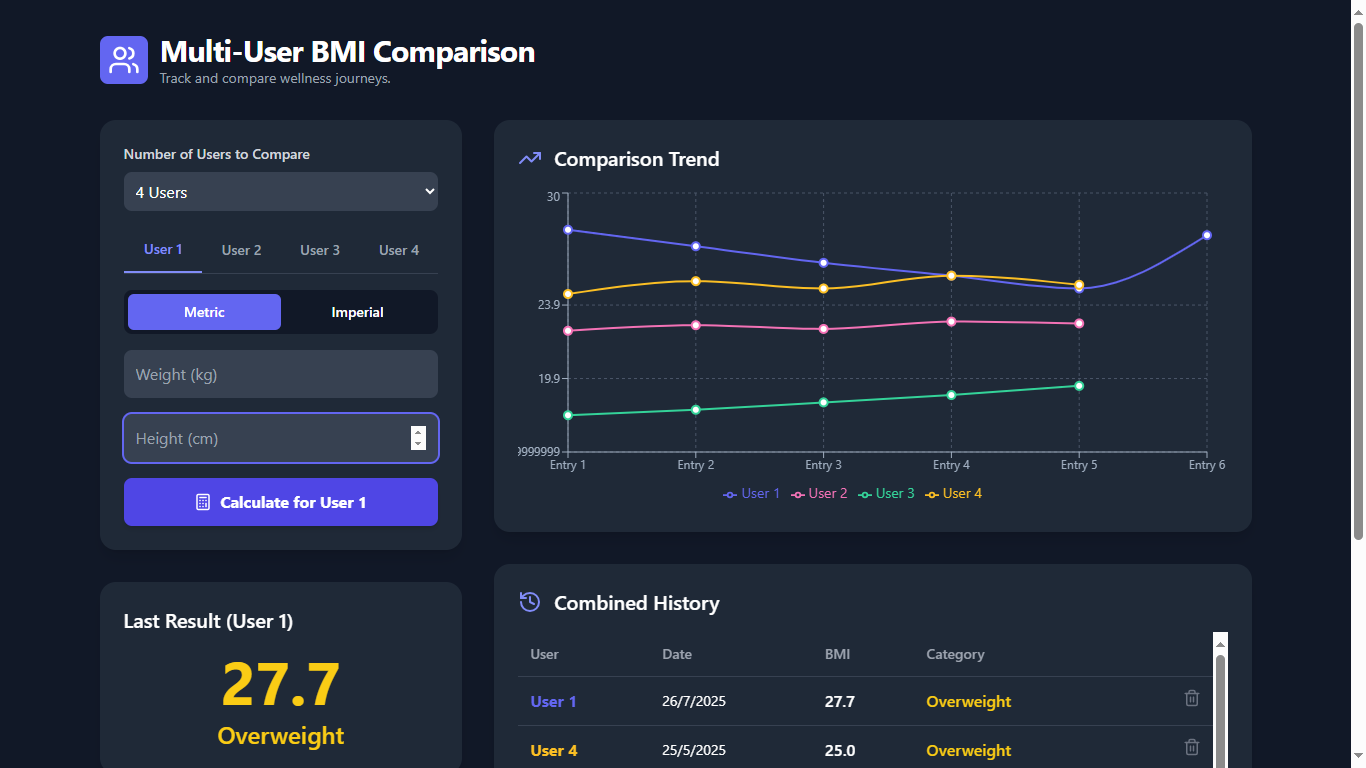 Multi-User BMI Comparison
Track and compare wellness journeys.
Number of Users to Compare
4 Users
User 1 User 2 User 3 User 4
Metric Imperial
Weight (kg)
Height (cm)
Calculate for User 1
Last Result (User 1)
27.7
Overweight
Comparison Trend
30
23.9
19.9
9999999
Entry 1 Entry 2 Entry 3 Entry 4 Entry 5 Entry 6
User 1 User 2 User 3 User 4
Combined History
User Date BMI Category
User 1 26/7/2025 27.7 Overweight
User 4 25/5/2025 25.0 Overweight